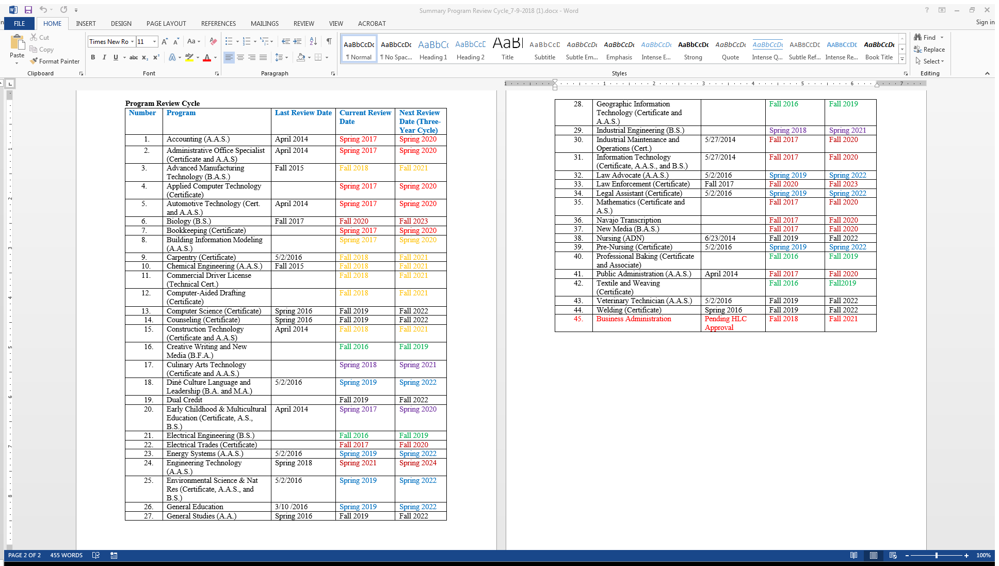 Summary Program Review Cycle_7-9-2018 (1).docx - Word
FILE HOME INSERT DESIGN PAGE LAYOUT REFERENCES MAILINGS REVIEW VIEW ACROBAT
Sign in
Paste
Cut
Copy
Format Painter
Clipboard
Times New Ro 11
Font
Paragraph
AaBbCcDc AaBbCcDc AaBbC( AaBbCcE AaBl AaBbCcD AaBbCcDc AaBbCcDc AaBbCcDc AaBbCcDc AaBbCcDc AaBbCcDc AABBCCDE AABBCCDE AaBbCcDc
¶ Normal ¶ No Spac... Heading 1 Heading 2 Title Subtitle Subtle Em... Emphasis Intense E... Strong Quote Intense Q... Subtle Ref... Intense Re... Book Title
Styles
Find
Replace
Select
Editing
Program Review Cycle
Number Program Last Review Date Current Review Next Review
Date Date (Three-
Year Cycle)
1. Accounting (A.A.S.) April 2014 Spring 2017 Spring 2020
2. Administrative Office Specialist April 2014 Spring 2017 Spring 2020
(Certificate and A.A.S)
3. Advanced Manufacturing Fall 2015 Fall 2018 Fall 2021
Technology (B.A.S.)
4. Applied Computer Technology Spring 2017 Spring 2020
(Certificate)
5. Automotive Technology (Cert. April 2014 Spring 2017 Spring 2020
and A.A.S.)
6. Biology (B.S.) Fall 2017 Fall 2020 Fall 2023
7. Bookkeeping (Certificate) Spring 2017 Spring 2020
8. Building Information Modeling Spring 2017 Spring 2020
(A.A.S.)
9. Carpentry (Certificate) 5/2/2016 Fall 2018 Fall 2021
10. Chemical Engineering (A.A.S.) Fall 2015 Fall 2018 Fall 2021
11. Commercial Driver License Fall 2018 Fall 2021
(Technical Cert.)
12. Computer-Aided Drafting Fall 2018 Fall 2021
(Certificate)
13. Computer Science (Certificate) Spring 2016 Fall 2019 Fall 2022
14. Counseling (Certificate) Spring 2016 Fall 2019 Fall 2022
15. Construction Technology April 2014 Fall 2018 Fall 2021
(Certificate and A.A.S)
16. Creative Writing and New Fall 2016 Fall 2019
Media (B.F.A.)
17. Culinary Arts Technology Spring 2018 Spring 2021
(Certificate and A.A.S.)
18. Diné Culture Language and 5/2/2016 Spring 2019 Spring 2022
Leadership (B.A. and M.A.)
19. Dual Credit Fall 2019 Fall 2022
20. Early Childhood & Multicultural April 2014 Spring 2017 Spring 2020
Education (Certificate, A.S.,
B.S.)
21. Electrical Engineering (B.S.) Fall 2016 Fall 2019
22. Electrical Trades (Certificate) Fall 2017 Fall 2020
23. Energy Systems (A.A.S.) 5/2/2016 Spring 2019 Spring 2022
24. Engineering Technology Spring 2018 Spring 2021 Spring 2024
(A.A.S.)
25. Environmental Science & Nat 5/2/2016 Spring 2019 Spring 2022
Res (Certificate, A.A.S., and
B.S.)
26. General Education 3/10 /2016 Spring 2019 Spring 2022
27. General Studies (A.A.) Spring 2016 Fall 2019 Fall 2022
28. Geographic Information Fall 2016 Fall 2019
Technology (Certificate and
A.A.S.)
29. Industrial Engineering (B.S.) Spring 2018 Spring 2021
30. Industrial Maintenance and 5/27/2014 Fall 2017 Fall 2020
Operations (Cert.)
31. Information Technology 5/27/2014 Fall 2017 Fall 2020
(Certificate, A.A.S., and B.S.)
32. Law Advocate (A.A.S.) 5/2/2016 Spring 2019 Spring 2022
33. Law Enforcement (Certificate) Fall 2017 Fall 2020 Fall 2023
34. Legal Assistant (Certificate) 5/2/2016 Spring 2019 Spring 2022
35. Mathematics (Certificate and Fall 2017 Fall 2020
A.S.)
36. Navajo Transcription Fall 2017 Fall 2020
37. New Media (B.A.S.) Fall 2017 Fall 2020
38. Nursing (ADN) 6/23/2014 Fall 2019 Fall 2022
39. Pre-Nursing (Certificate) 5/2/2016 Spring 2019 Spring 2022
40. Professional Baking (Certificate Fall 2016 Fall 2019
and Associate)
41. Public Administration (A.A.S.) April 2014 Fall 2017 Fall 2020
42. Textile and Weaving Fall 2016 Fall2019
(Certificate)
43. Veterinary Technician (A.A.S.) 5/2/2016 Fall 2019 Fall 2022
44. Welding (Certificate) Spring 2016 Fall 2019 Fall 2022
45. Business Administration Pending HLC Fall 2018 Fall 2021
Approval
PAGE 2 OF 2 455 WORDS 100%